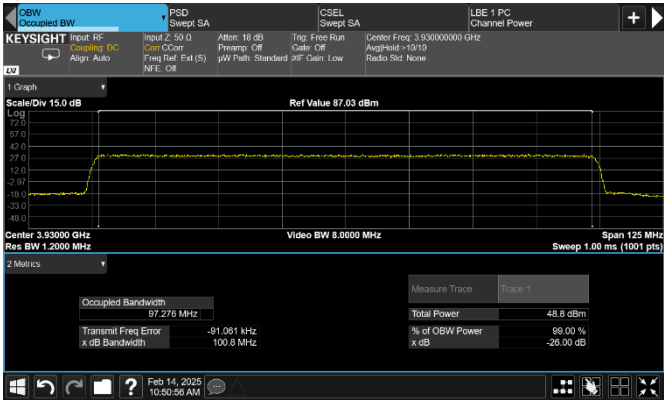 OBW
Occupied BW
PSD
Swept SA
CSEL
Swept SA
LBE 1 PC
Channel Power
+
KEYSIGHT
LXI
Input: RF
Coupling: DC
Align: Auto
Input Z: 50 Ω
Corr CCorr
Freq Ref: Ext (S)
NFE: Off
Atten: 18 dB
Preamp: Off
µW Path: Standard
Trig: Free Run
Gate: Off
#IF Gain: Low
Center Freq: 3.930000000 GHz
Avg|Hold:>10/10
Radio Std: None
1 Graph
Scale/Div 15.0 dB
Ref Value 87.03 dBm
Log
72.0
57.0
42.0
27.0
12.0
-2.97
-18.0
-33.0
-48.0
Center 3.93000 GHz
Video BW 8.0000 MHz
Span 125 MHz
Res BW 1.2000 MHz
Sweep 1.00 ms (1001 pts)
2 Metrics
Measure Trace
Trace 1
Occupied Bandwidth
97.276 MHz
Total Power
48.8 dBm
Transmit Freq Error
-91.061 kHz
% of OBW Power
99.00 %
x dB Bandwidth
100.8 MHz
x dB
-26.00 dB
?
Feb 14, 2025
10:50:56 AM